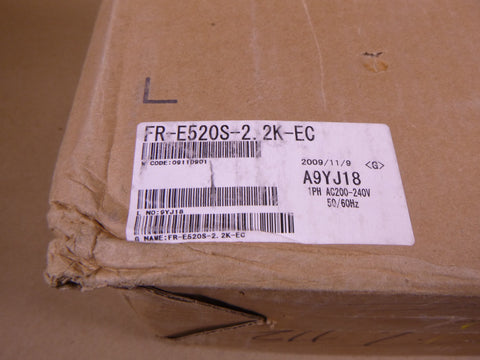 FR-E520S-2.2K-EC
N CODE:09110901
2009/11/9 <G>
A9YJ18
1PH AC200-240V
50/60Hz
L NO:9YJ18
G NAME:FR-E520S-2.2K-EC